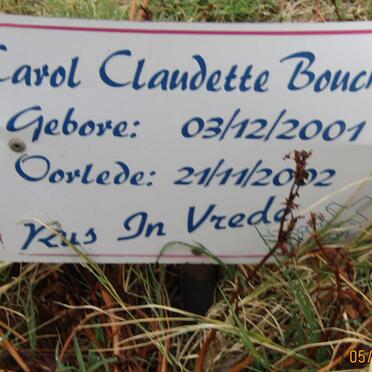 Carol Claudette Bouch
Gebore: 03/12/2001
Oorlede: 21/11/2002
Rus In Vrede
05